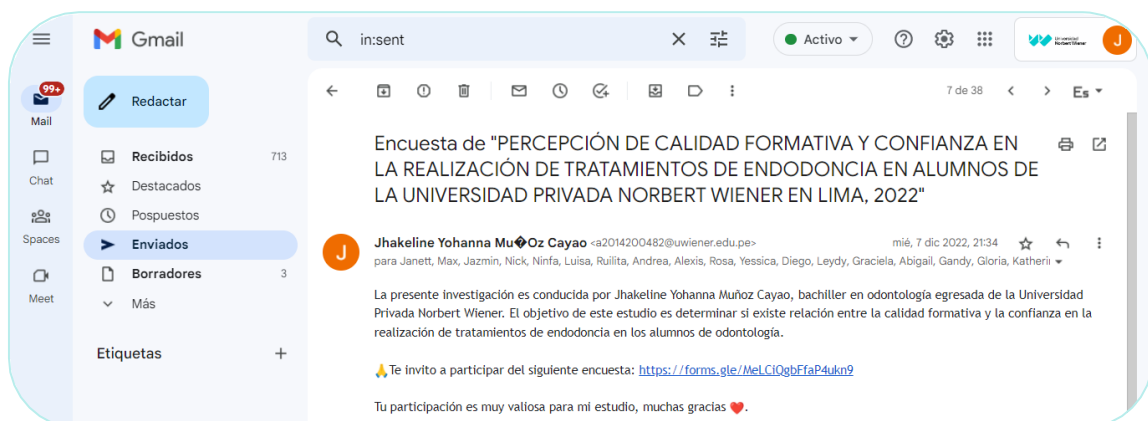 Gmail
in:sent
Activo
Universidad
Norbert Wiener
J
99+
Mail
Redactar
7 de 38
Es
Chat
Recibidos 713
Destacados
Pospuestos
Spaces
Enviados
Borradores 3
Meet
Más
Etiquetas
Encuesta de "PERCEPCIÓN DE CALIDAD FORMATIVA Y CONFIANZA EN
LA REALIZACIÓN DE TRATAMIENTOS DE ENDODONCIA EN ALUMNOS DE
LA UNIVERSIDAD PRIVADA NORBERT WIENER EN LIMA, 2022"
J
Jhakeline Yohanna Mu�Oz Cayao <a2014200482@uwiener.edu.pe> mié, 7 dic 2022, 21:34
para Janett, Max, Jazmin, Nick, Ninfa, Luisa, Ruilita, Andrea, Alexis, Rosa, Yessica, Diego, Leydy, Graciela, Abigail, Gandy, Gloria,
La presente investigación es conducida por Jhakeline Yohanna Muñoz Cayao, bachiller en odontología egresada de la Universidad
Privada Norbert Wiener. El objetivo de este estudio es determinar si existe relación entre la calidad formativa y la confianza en la
realización de tratamientos de endodoncia en los alumnos de odontología.
🙏Te invito a participar del siguiente encuesta: https://forms.gle/MeLCiQgbFfaP4ukn9
Tu participación es muy valiosa para mi estudio, muchas gracias ❤️.